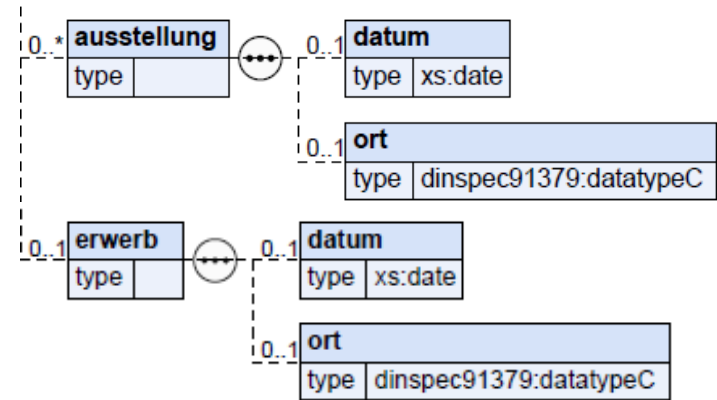 0..* ausstellung 0..1 datum
type type xs:date
0..1 ort
type dinspec91379:datatypeC
0..1 erwerb 0..1 datum
type type xs:date
0..1 ort
type dinspec91379:datatypeC